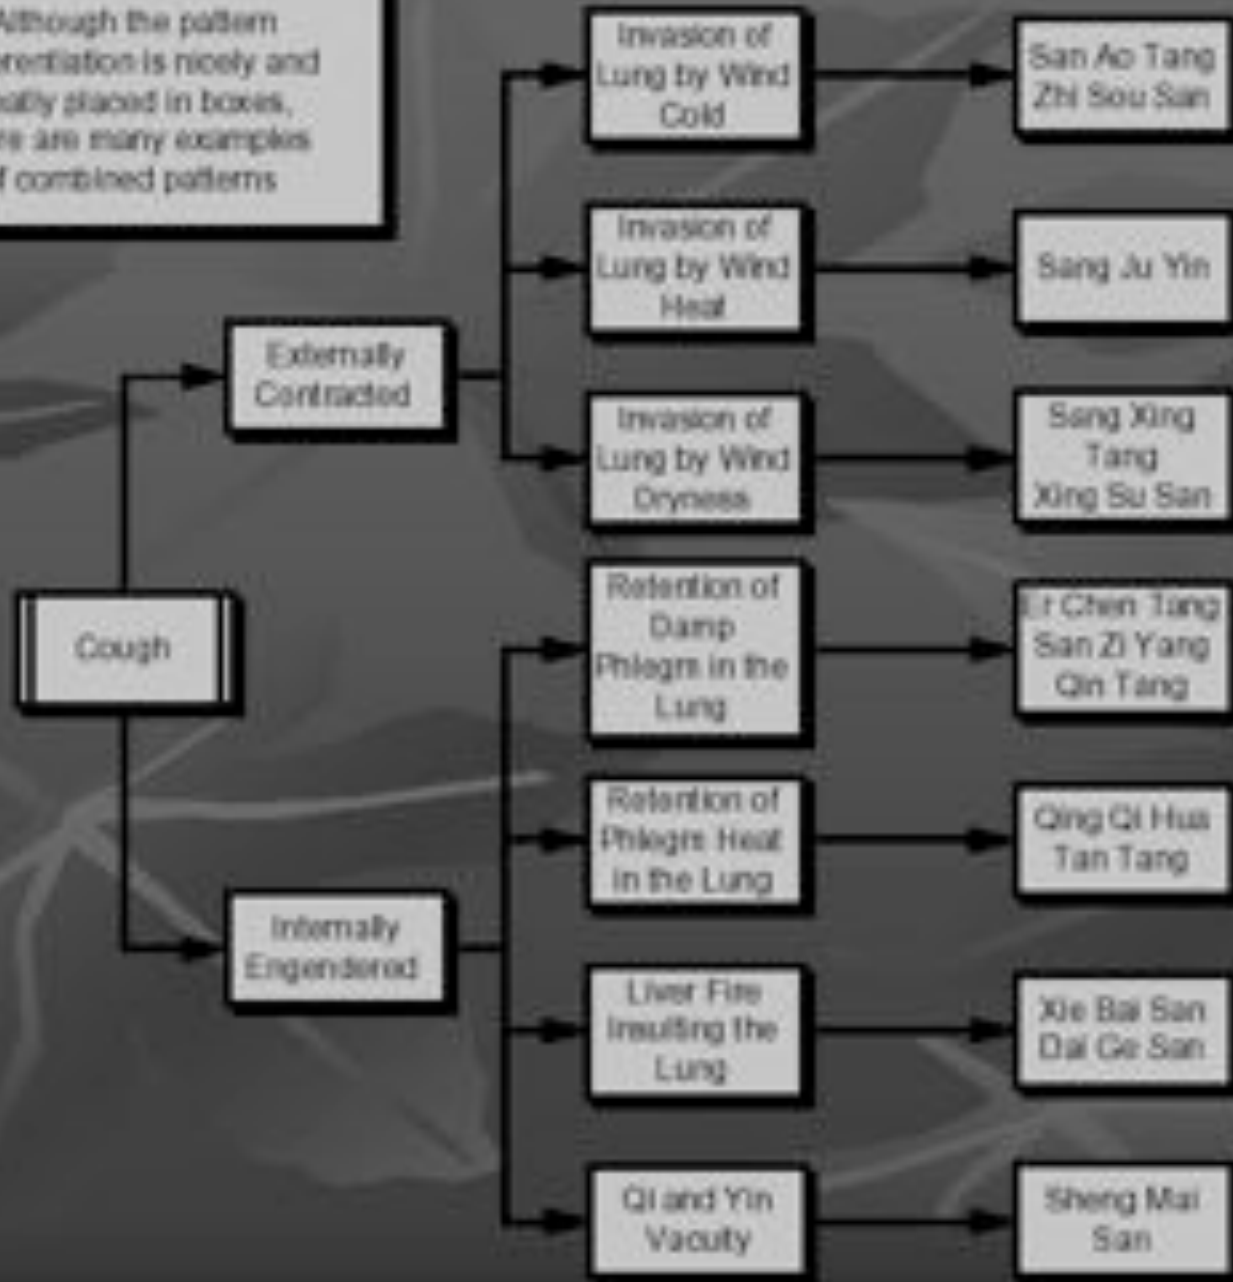 Although the pattern
erentiation is nicely and
eatly placed in boxes,
re are many examples
f combined patterns
Invasion of
Lung by Wind
Cold
San Ao Tang
Zhi Sou San
Invasion of
Lung by Wind
Heat
Sang Ju Yin
Externally
Contracted
Invasion of
Lung by Wind
Dryness
Sang Xing
Tang
Xing Su San
Cough
Retention of
Damp
Phlegm in the
Lung
Er Chen Tang
San Zi Yang
Qin Tang
Retention of
Phlegm Heat
in the Lung
Qing Qi Hua
Tan Tang
Internally
Engendered
Liver Fire
Insulting the
Lung
Xie Bai San
Dai Ge San
Qi and Yin
Vacuity
Sheng Mai
San